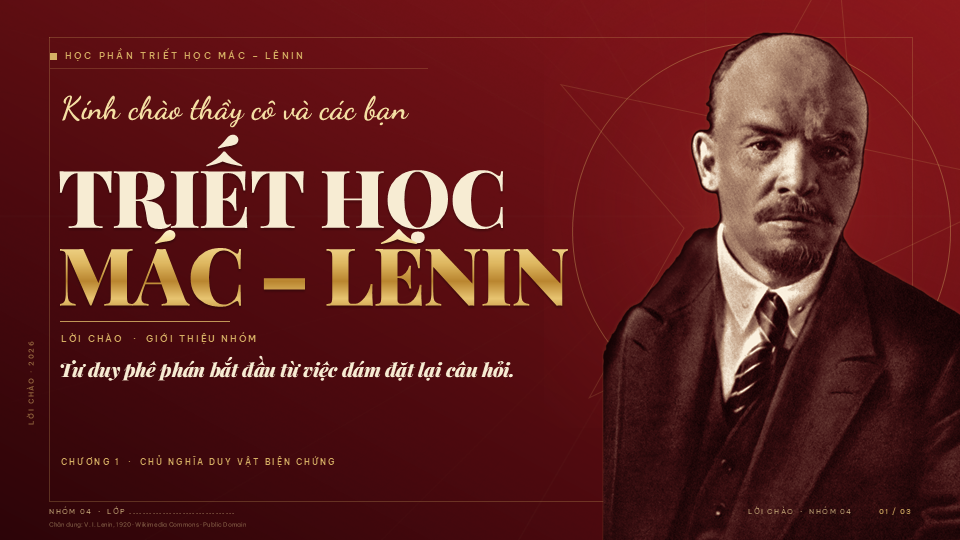 HỌC PHẦN TRIẾT HỌC MÁC – LÊNIN
Kính chào thầy cô và các bạn
TRIẾT HỌC
MÁC – LÊNIN
LỜI CHÀO · GIỚI THIỆU NHÓM
Tư duy phê phán bắt đầu từ việc dám đặt lại câu hỏi.
LỜI CHÀO · 2026
CHƯƠNG 1 · CHỦ NGHĨA DUY VẬT BIỆN CHỨNG
NHÓM 04 · LỚP ................................
Chân dung: V. I. Lenin, 1920 · Wikimedia Commons · Public Domain
LỜI CHÀO · NHÓM 04 01 / 03